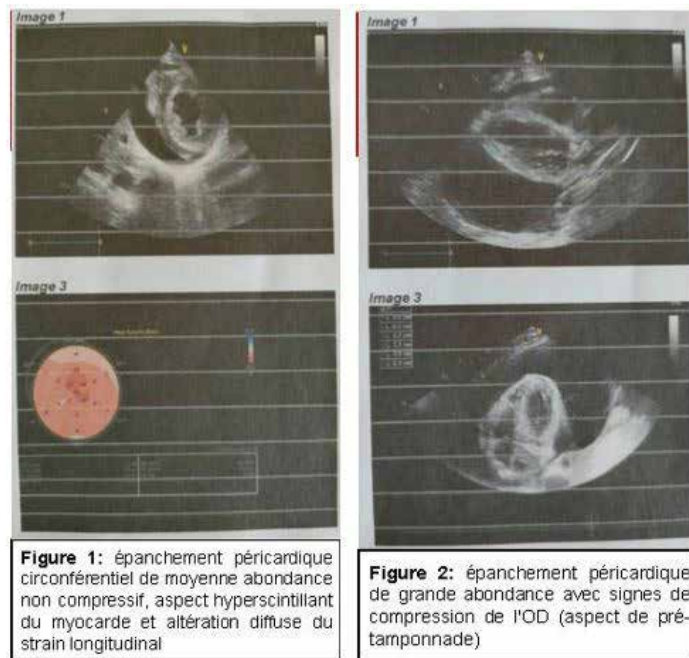 Image 1
Image 1
Image 3
Image 3
Figure 1: épanchement péricardique
circonférentiel de moyenne abondance
non compressif, aspect hyperscintillant
du myocarde et altération diffuse du
strain longitudinal
Figure 2: épanchement péricardique
de grande abondance avec signes de
compression de l'OD (aspect de pré-
tamponnade)